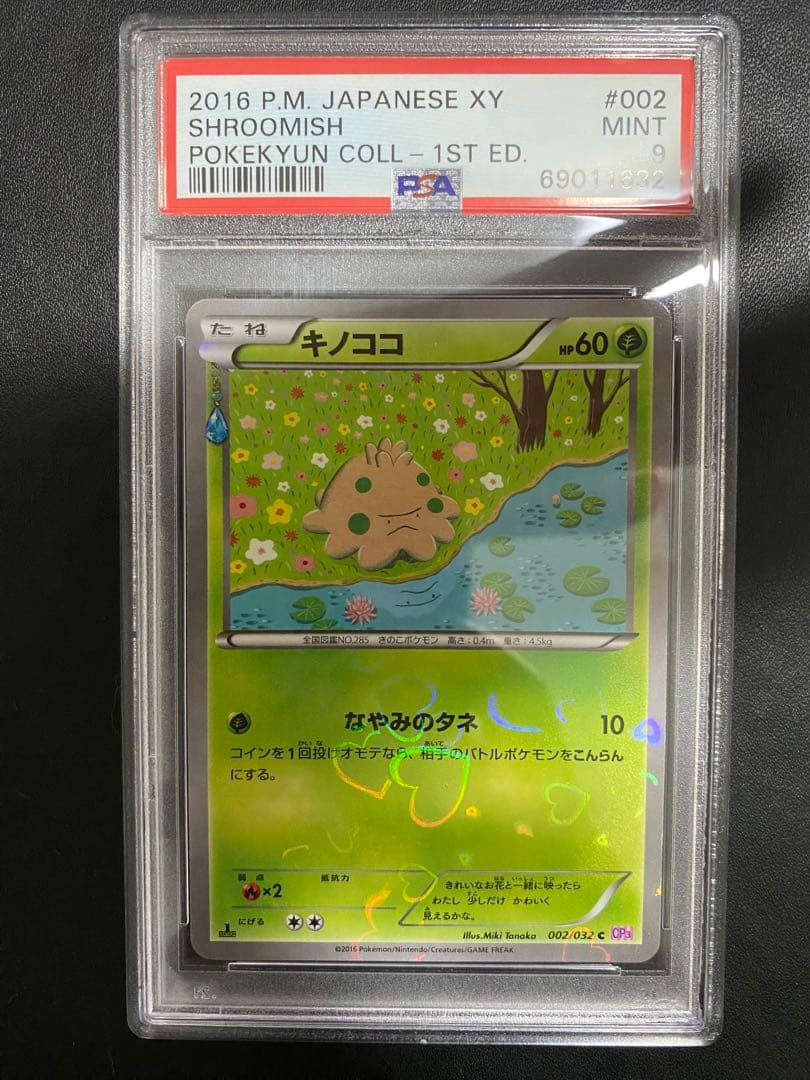 2016 P.M. JAPANESE XY #002
SHROOMISH MINT
POKEKYUN COLL - 1ST ED. 9
PSA
たね キノココ HP60
全国図鑑NO.285 きのこポケモン 高さ:0.4m 重さ:4.5kg
なやみのタネ 10
コインを1回投げオモテなら、相手のバトルポケモンをこんらん
にする。
弱点 抵抗力
×2
にげる
きれいなお花と一緒に映ったら
わたし 少しだけ かわいく
見えるかな。
Illus.Miki Tanaka 002/032 C CP3
©2016 Pokémon/Nintendo/Creatures/GAME FREAK.